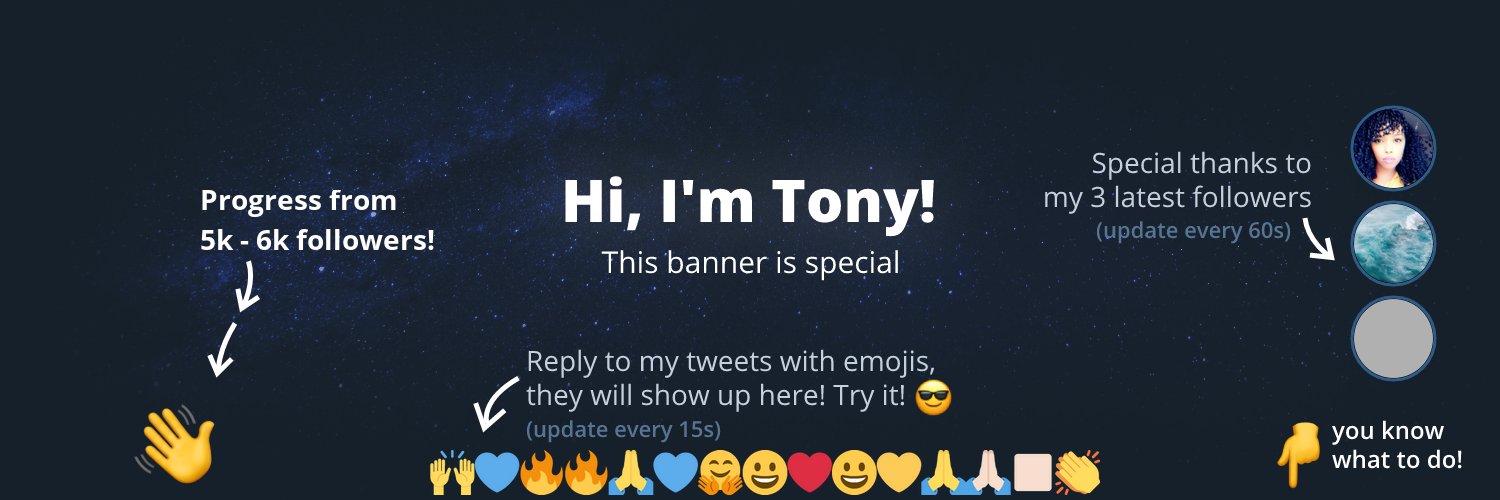 Progress from
5k - 6k followers!
Hi, I'm Tony!
This banner is special
Special thanks to
my 3 latest followers
(update every 60s)
Reply to my tweets with emojis,
they will show up here! Try it! 😎
(update every 15s)
you know
what to do!